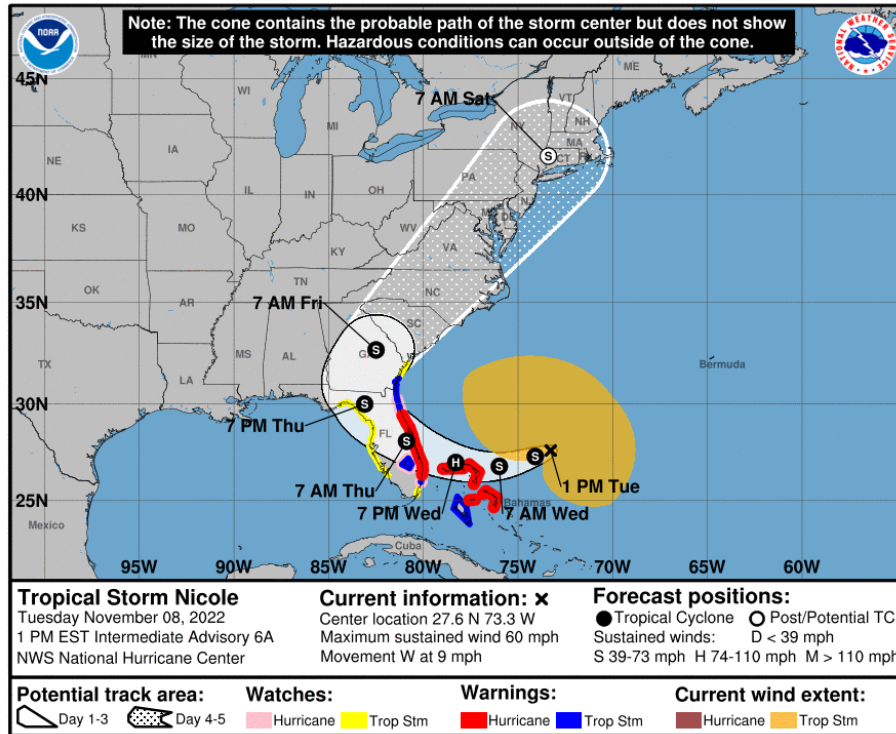 Note: The cone contains the probable path of the storm center but does not show
the size of the storm. Hazardous conditions can occur outside of the cone.
NOAA
NATIONAL WEATHER SERVICE
45N
40N
35N
30N
25N
ME
VT
NH
WI
MI
NY
MA
CT
NE
IA
PA
IL
IN
OH
NJ
DE
WV
KS
MO
KY
VA
OK
TN
NC
AR
SC
MS
AL
GA
TX
LA
FL
Bermuda
Mexico
Cuba
Bahamas
7 AM Sat
S
7 AM Fri
S
7 PM Thu
S
7 AM Thu
S
7 PM Wed
H
7 AM Wed
S
S
1 PM Tue
95W 90W 85W 80W 75W 70W 65W 60W
Tropical Storm Nicole
Tuesday November 08, 2022
1 PM EST Intermediate Advisory 6A
NWS National Hurricane Center
Current information: x
Center location 27.6 N 73.3 W
Maximum sustained wind 60 mph
Movement W at 9 mph
Forecast positions:
Tropical Cyclone Post/Potential TC
Sustained winds: D < 39 mph
S 39-73 mph H 74-110 mph M > 110 mph
Potential track area:
Day 1-3 Day 4-5
Watches:
Hurricane Trop Stm
Warnings:
Hurricane Trop Stm
Current wind extent:
Hurricane Trop Stm